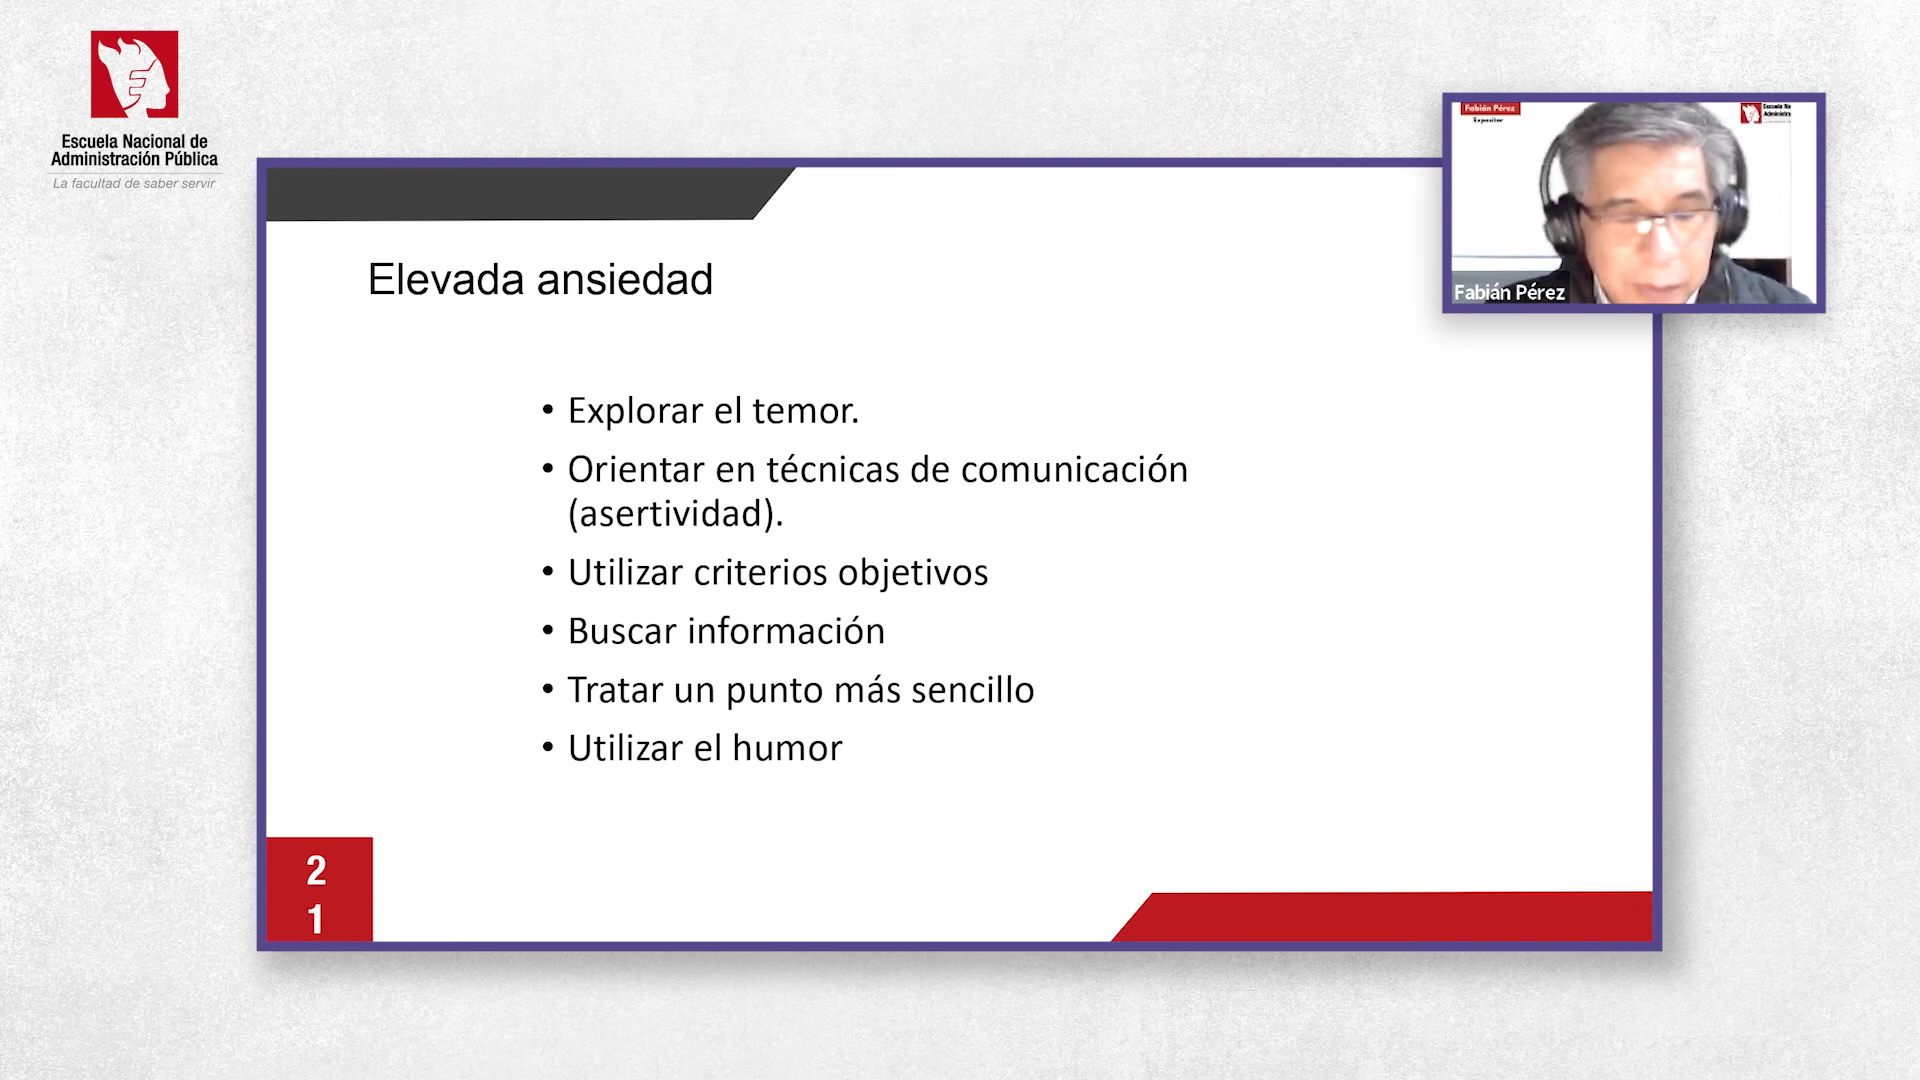 Escuela Nacional de
Administración Pública
La facultad de saber servir
Fabián Pérez
Expositor
Fabián Pérez
Elevada ansiedad
• Explorar el temor.
• Orientar en técnicas de comunicación
(asertividad).
• Utilizar criterios objetivos
• Buscar información
• Tratar un punto más sencillo
• Utilizar el humor
2
1